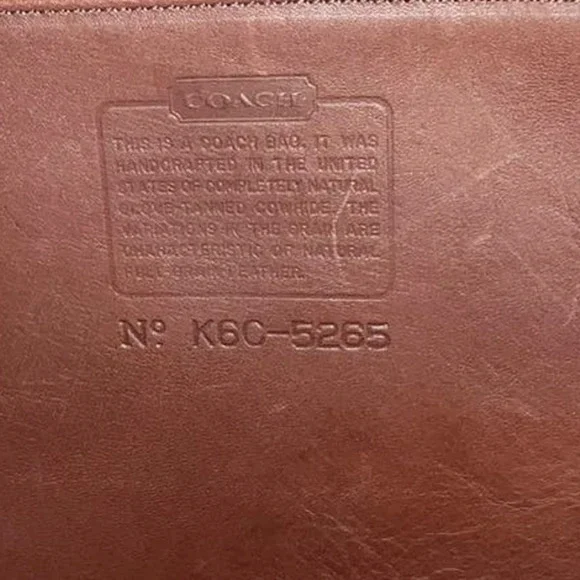 COACH
THIS IS A COACH BAG. IT WAS
HANDCRAFTED IN THE UNITED
STATES OF COMPLETELY NATURAL
GLOVE-TANNED COWHIDE. THE
VARIATIONS IN THE GRAIN ARE
CHARACTERISTIC OF NATURAL
FULL GRAIN LEATHER.
Nº K6C-5265